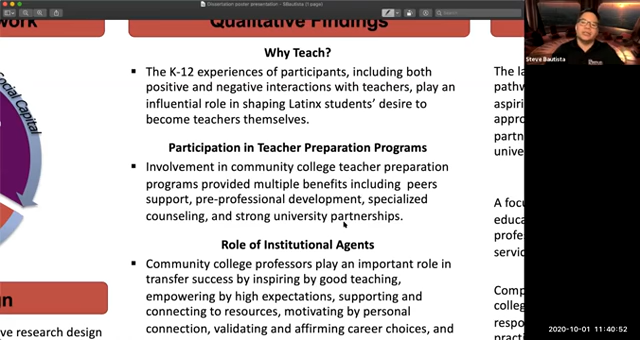 Dissertation poster presentation - MBautista (1 page)
Search
work
Qualitative Findings
Social Capital
Why Teach?
▪ The K-12 experiences of participants, including both
positive and negative interactions with teachers, play an
influential role in shaping Latinx students' desire to
become teachers themselves.
Participation in Teacher Preparation Programs
▪ Involvement in community college teacher preparation
programs provided multiple benefits including peers
support, pre-professional development, specialized
counseling, and strong university partnerships.
Role of Institutional Agents
▪ Community college professors play an important role in
transfer success by inspiring by good teaching,
empowering by high expectations, supporting and
connecting to resources, motivating by personal
connection, validating and affirming career choices, and
gn
ve research design
The la
pathw
aspiri
appro
partn
unive
A focu
educa
profes
servic
Comp
colleg
respo
practi
Steve Bautista
2020-10-01 11:40:52